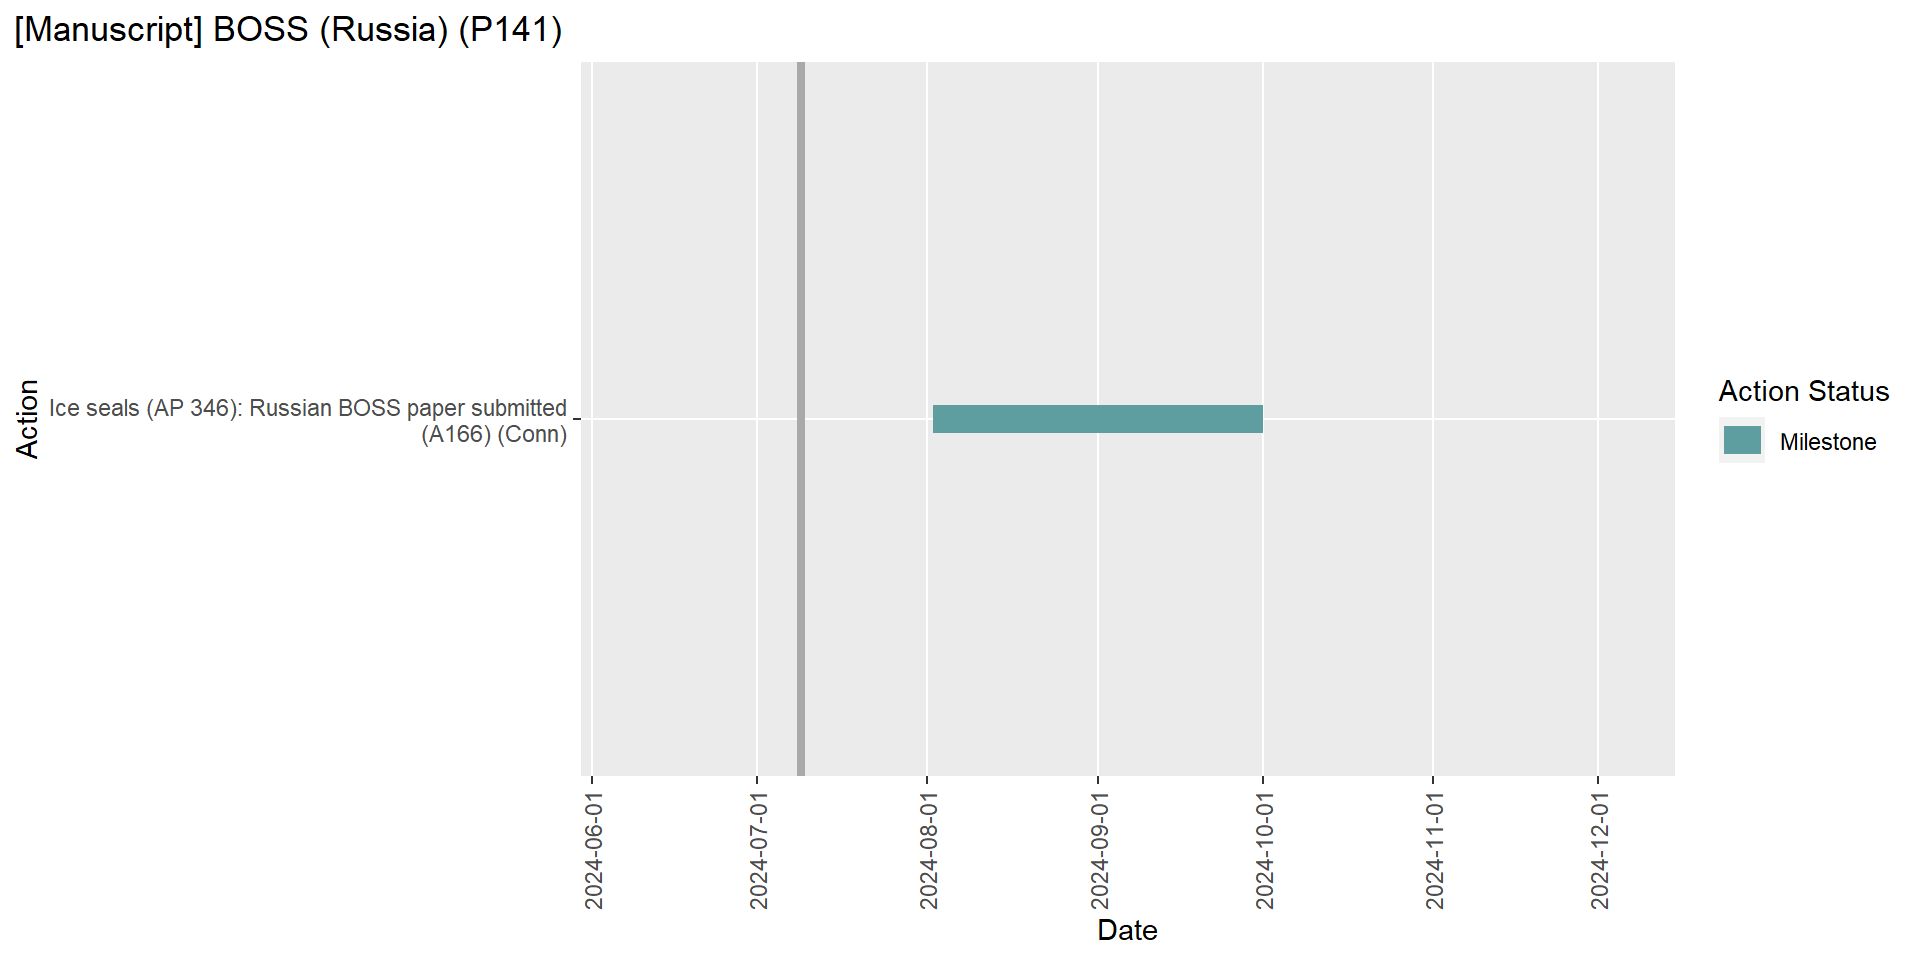 [Manuscript] BOSS (Russia) (P141)
Action
Ice seals (AP 346): Russian BOSS paper submitted
(A166) (Conn)
Action Status
Milestone
2024-06-01
2024-07-01
2024-08-01
2024-09-01
2024-10-01
2024-11-01
2024-12-01
Date